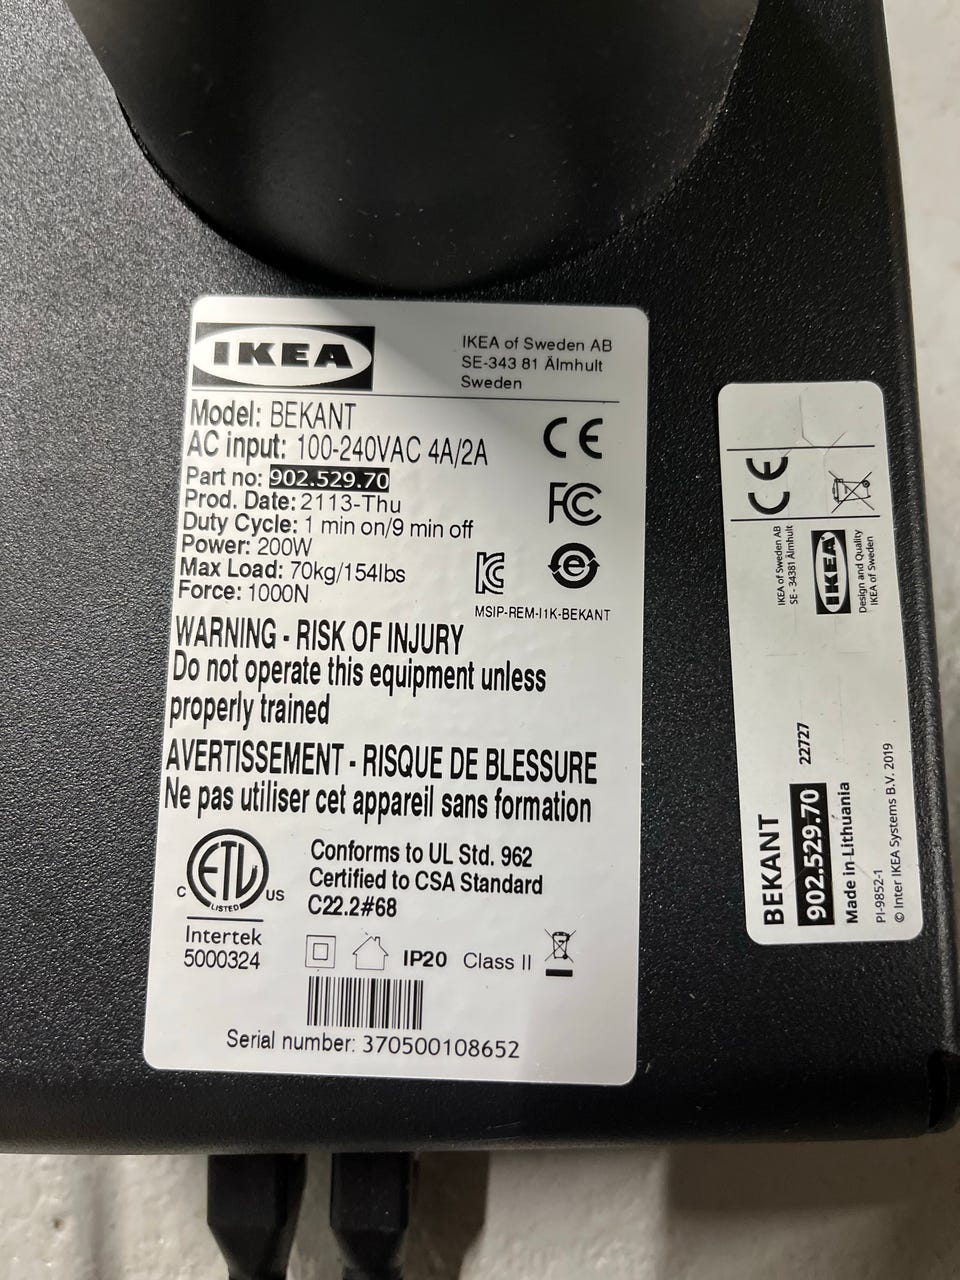 IKEA
IKEA of Sweden AB
SE-343 81 Älmhult
Sweden
Model: BEKANT
AC input: 100-240VAC 4A/2A
Part no: 902.529.70
Prod. Date: 2113-Thu
Duty Cycle: 1 min on/9 min off
Power: 200W
Max Load: 70kg/154lbs
Force: 1000N
CE
FC
MSIP-REM-I1K-BEKANT
WARNING - RISK OF INJURY
Do not operate this equipment unless
properly trained
AVERTISSEMENT - RISQUE DE BLESSURE
Ne pas utiliser cet appareil sans formation
C ETL US
LISTED
Intertek
5000324
Conforms to UL Std. 962
Certified to CSA Standard
C22.2#68
IP20 Class II
Serial number: 370500108652
CE
IKEA of Sweden AB
SE - 34381 Älmhult
IKEA
Design and Quality
IKEA of Sweden
BEKANT
902.529.70 22727
Made in Lithuania
PI-9852-1
© Inter IKEA Systems B.V. 2019